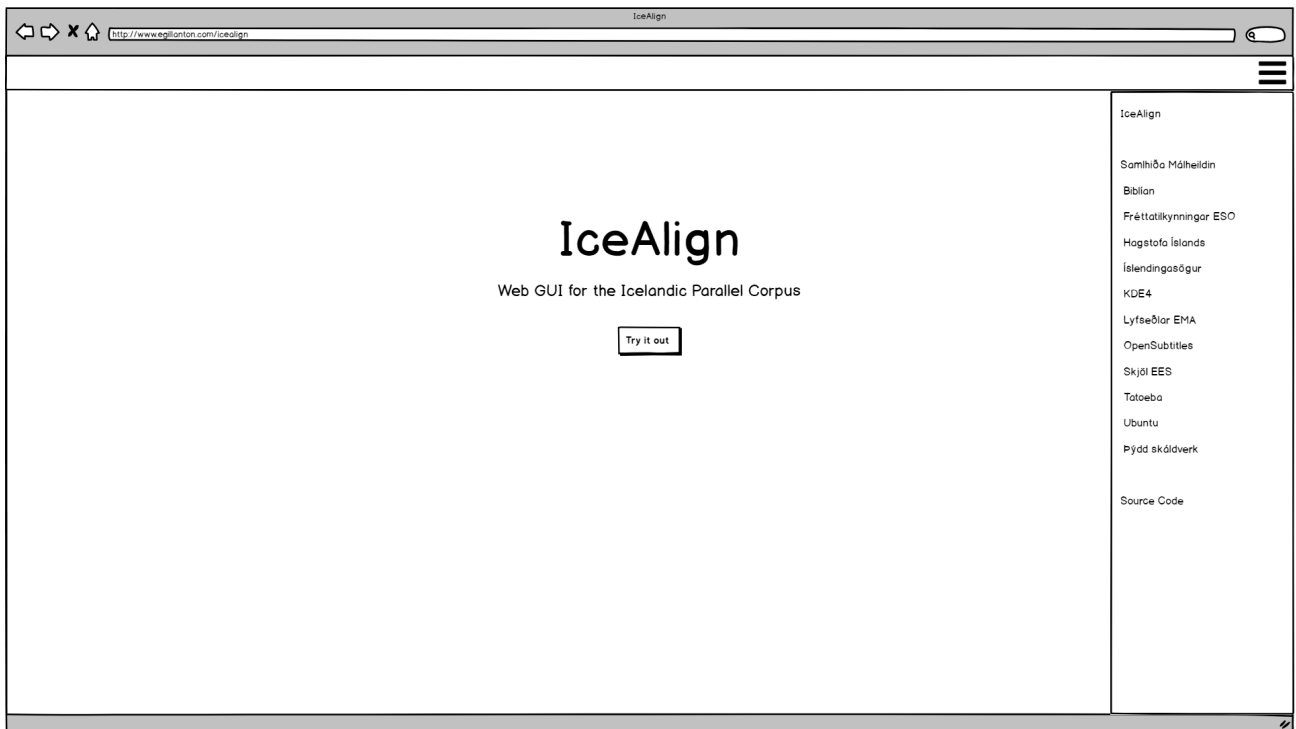 IceAlign
http://www.egillanton.com/icealign
IceAlign
Web GUI for the Icelandic Parallel Corpus
Try it out
IceAlign
Samlhiða Málheildin
Biblían
Fréttatilkynningar ESO
Hagstofa Íslands
Íslendingasögur
KDE4
Lyfseðlar EMA
OpenSubtitles
Skjöl EES
Tatoeba
Ubuntu
Þýdd skáldverk
Source Code